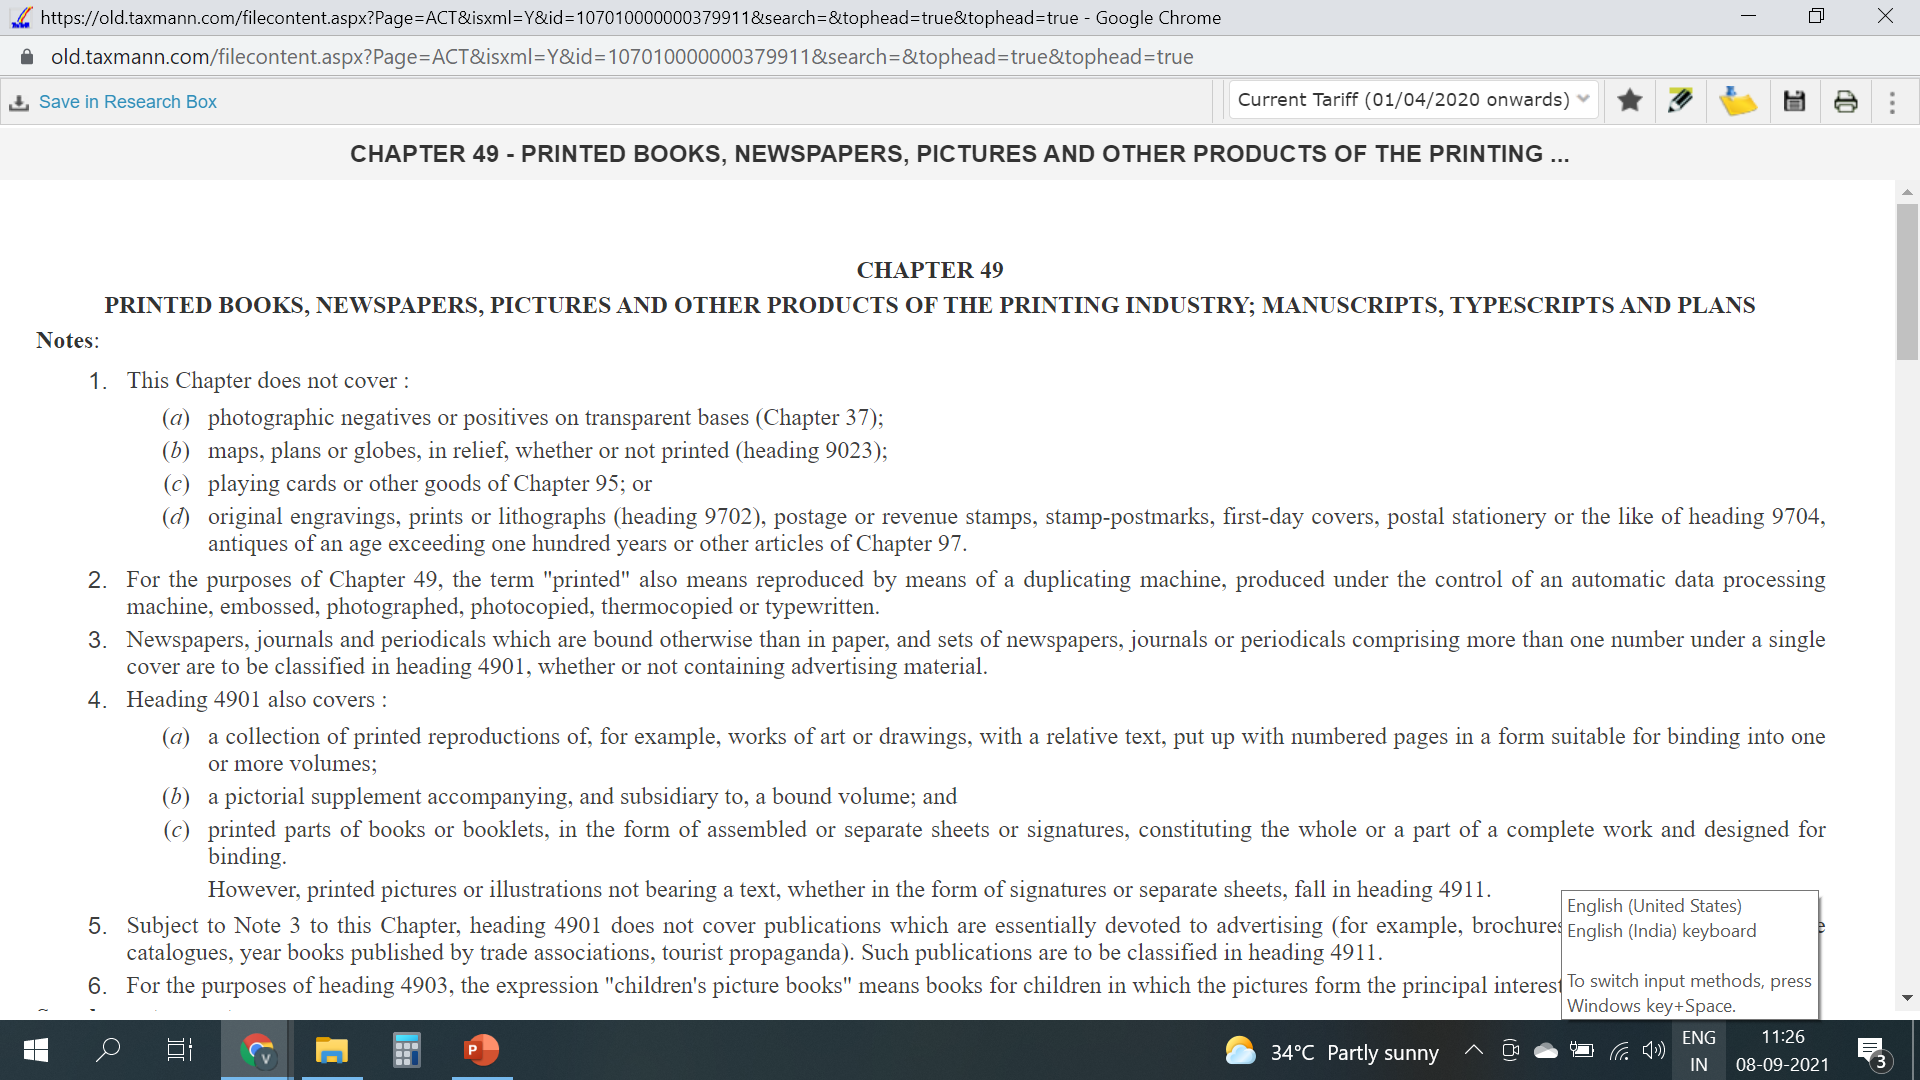 https://old.taxmann.com/filecontent.aspx?Page=ACT&isxml=Y&id=107010000000379911&search=&tophead=true&tophead=true - Google Chrome
old.taxmann.com/filecontent.aspx?Page=ACT&isxml=Y&id=107010000000379911&search=&tophead=true&tophead=true
Save in Research Box
Current Tariff (01/04/2020 onwards)
CHAPTER 49 - PRINTED BOOKS, NEWSPAPERS, PICTURES AND OTHER PRODUCTS OF THE PRINTING ...
CHAPTER 49
PRINTED BOOKS, NEWSPAPERS, PICTURES AND OTHER PRODUCTS OF THE PRINTING INDUSTRY; MANUSCRIPTS, TYPESCRIPTS AND PLANS
Notes:
1. This Chapter does not cover :
(a) photographic negatives or positives on transparent bases (Chapter 37);
(b) maps, plans or globes, in relief, whether or not printed (heading 9023);
(c) playing cards or other goods of Chapter 95; or
(d) original engravings, prints or lithographs (heading 9702), postage or revenue stamps, stamp-postmarks, first-day covers, postal stationery or the like of heading 9704,
antiques of an age exceeding one hundred years or other articles of Chapter 97.
2. For the purposes of Chapter 49, the term "printed" also means reproduced by means of a duplicating machine, produced under the control of an automatic data processing
machine, embossed, photographed, photocopied, thermocopied or typewritten.
3. Newspapers, journals and periodicals which are bound otherwise than in paper, and sets of newspapers, journals or periodicals comprising more than one number under a single
cover are to be classified in heading 4901, whether or not containing advertising material.
4. Heading 4901 also covers :
(a) a collection of printed reproductions of, for example, works of art or drawings, with a relative text, put up with numbered pages in a form suitable for binding into one
or more volumes;
(b) a pictorial supplement accompanying, and subsidiary to, a bound volume; and
(c) printed parts of books or booklets, in the form of assembled or separate sheets or signatures, constituting the whole or a part of a complete work and designed for
binding.
However, printed pictures or illustrations not bearing a text, whether in the form of signatures or separate sheets, fall in heading 4911.
5. Subject to Note 3 to this Chapter, heading 4901 does not cover publications which are essentially devoted to advertising (for example, brochures
catalogues, year books published by trade associations, tourist propaganda). Such publications are to be classified in heading 4911.
6. For the purposes of heading 4903, the expression "children's picture books" means books for children in which the pictures form the principal interest
English (United States)
English (India) keyboard
To switch input methods, press
Windows key+Space.
34°C Partly sunny
ENG
IN
11:26
08-09-2021
3